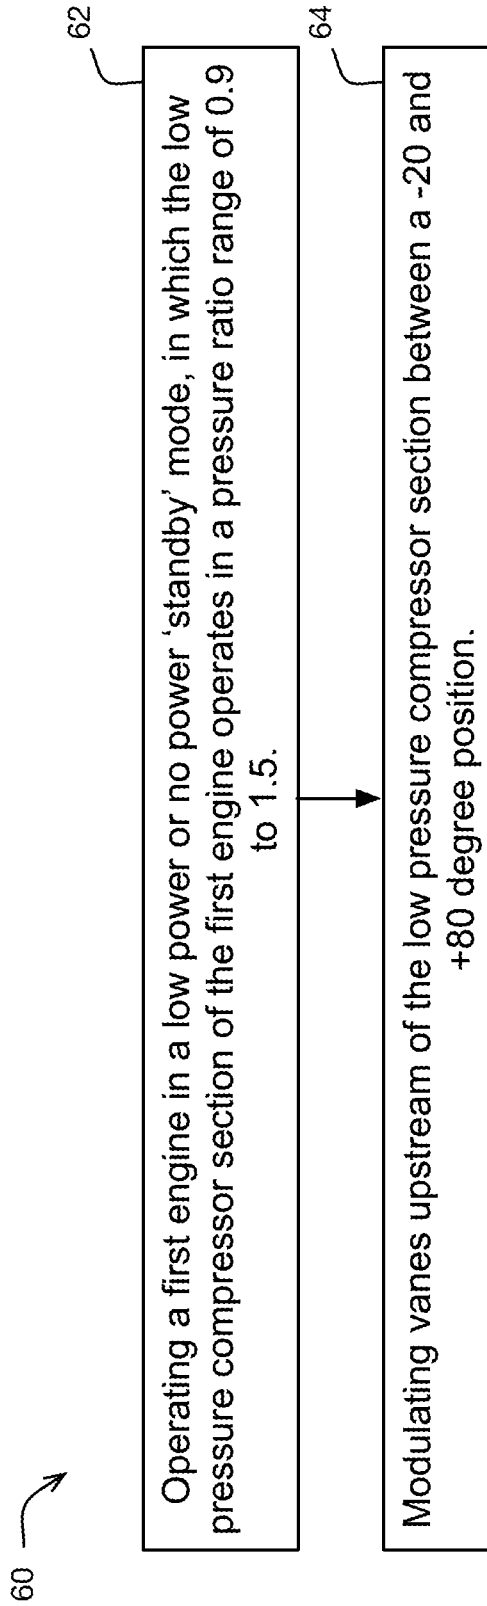 60
62
Operating a first engine in a low power or no power ‘standby’ mode, in which the low
pressure compressor section of the first engine operates in a pressure ratio range of 0.9
to 1.5.
64
Modulating vanes upstream of the low pressure compressor section between a -20 and
+80 degree position.